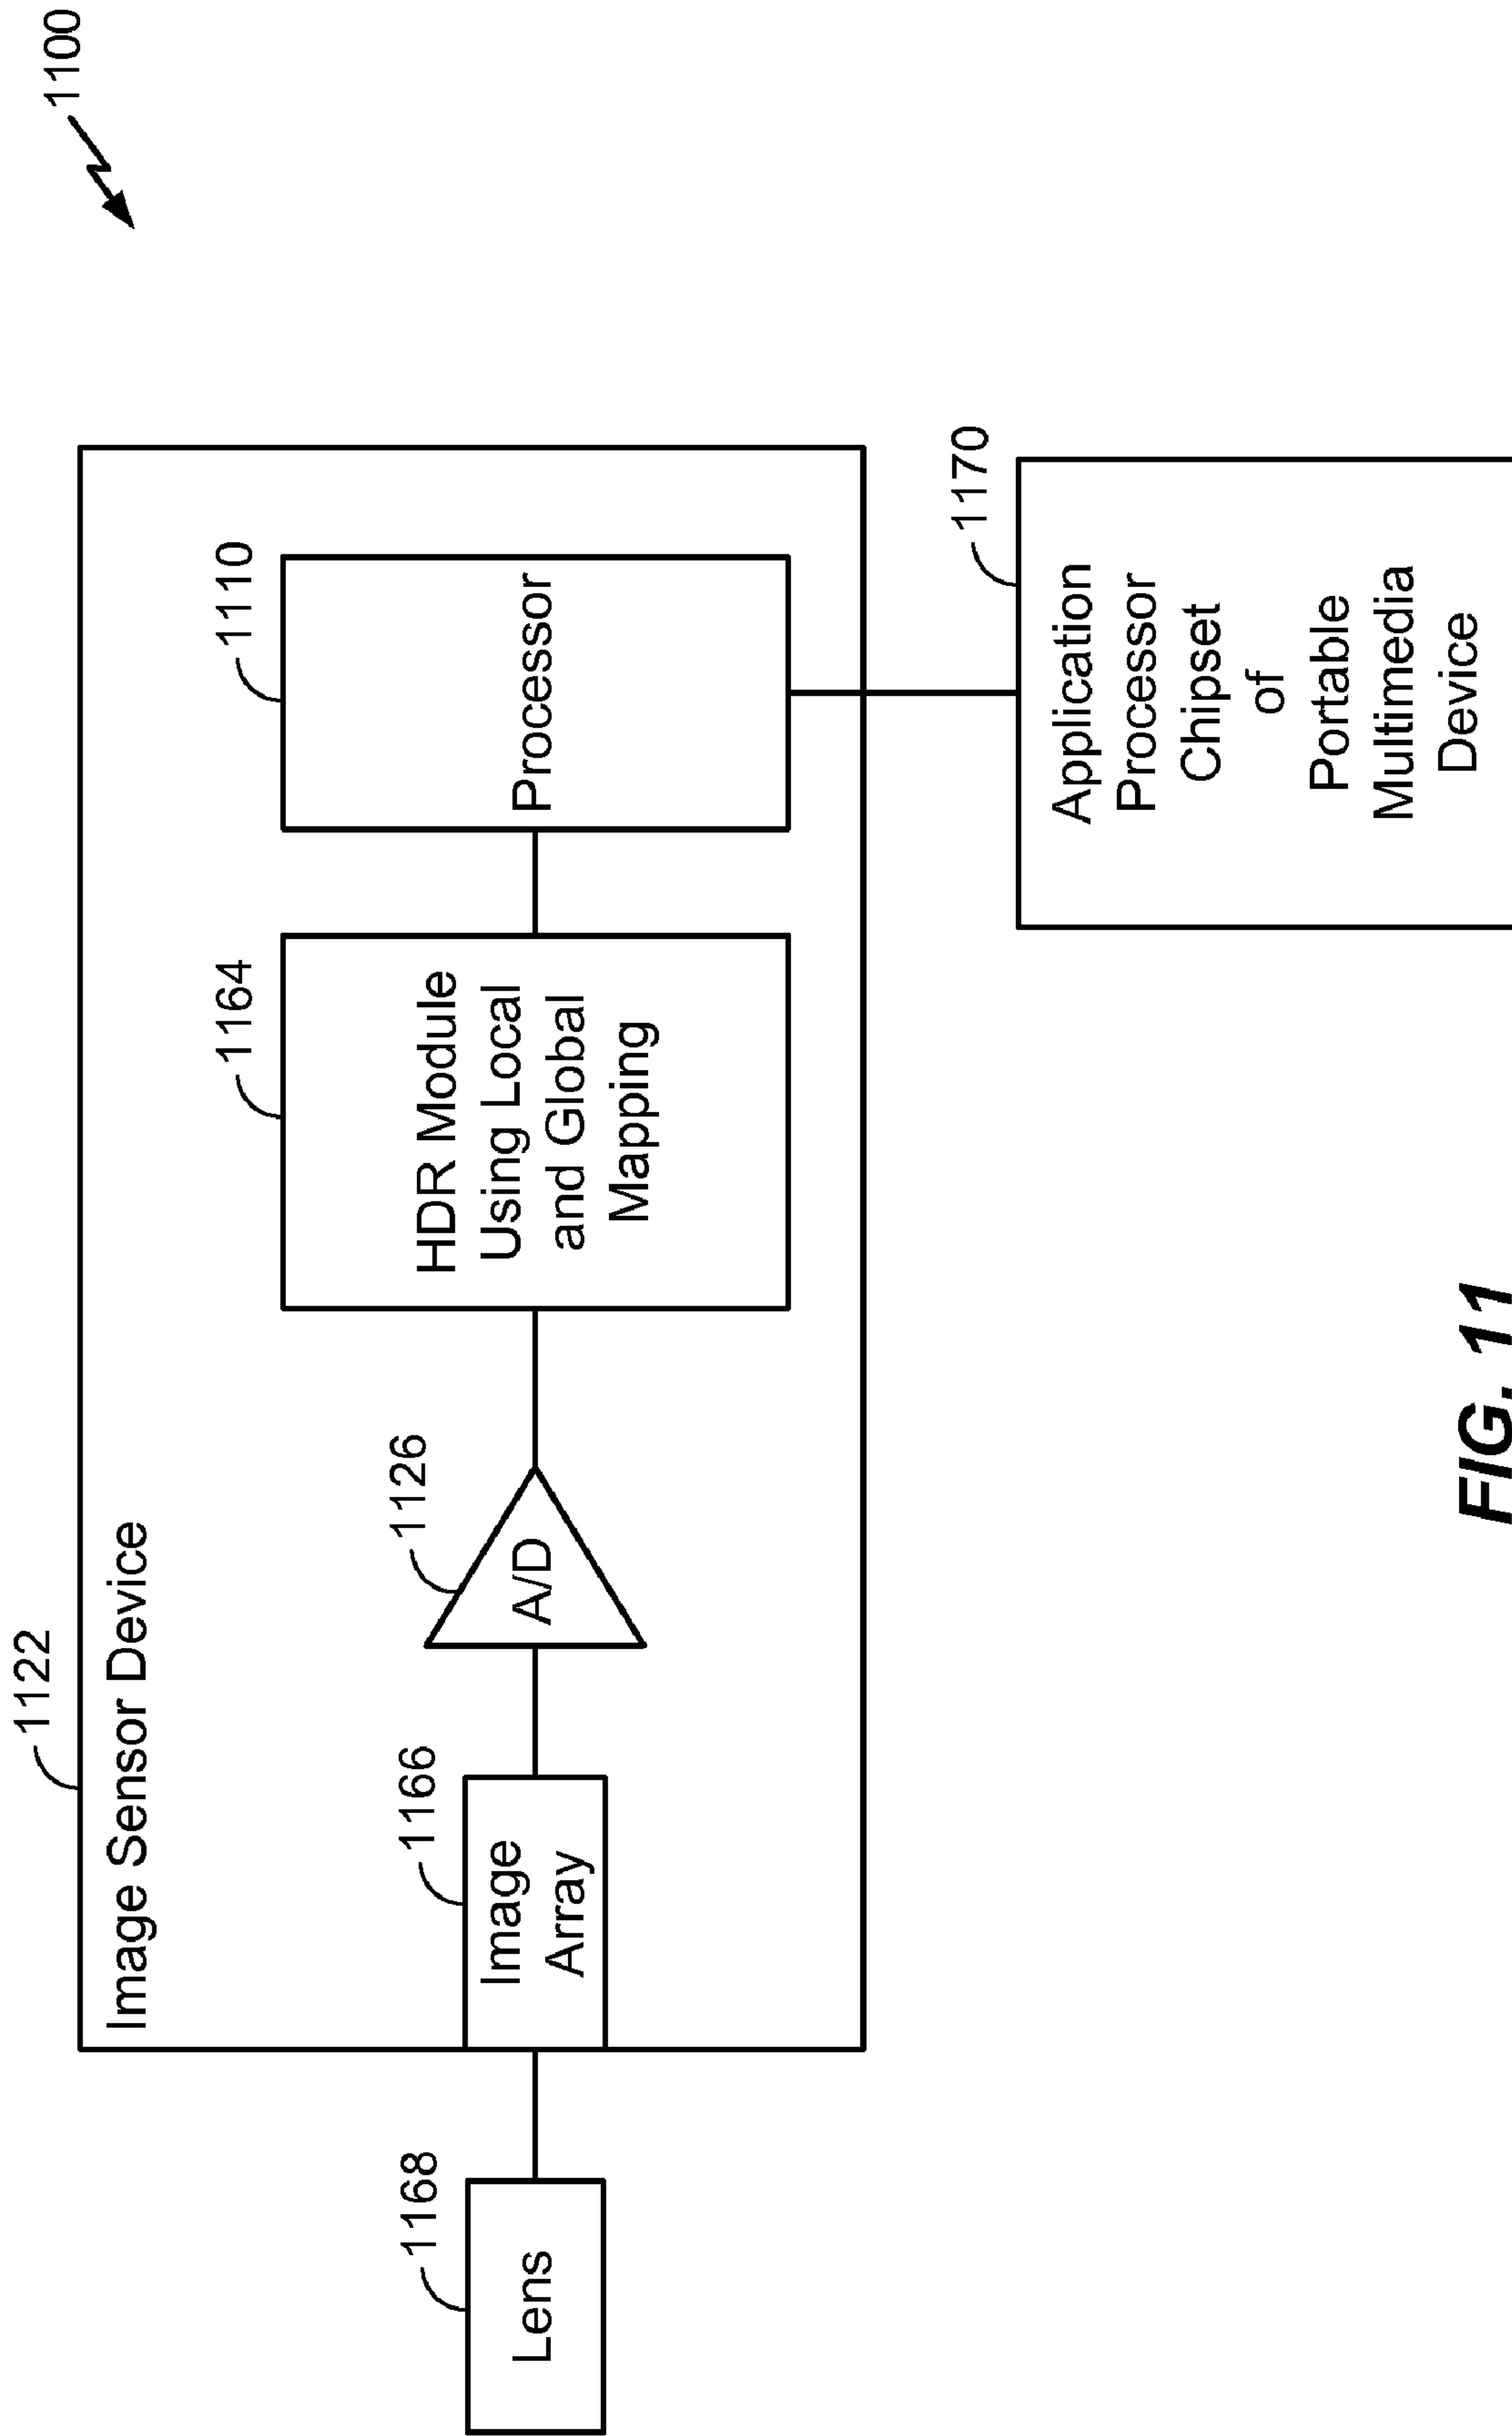 1100
1122
Image Sensor Device
1168
Lens
1166
Image
Array
1126
A/D
1164
HDR Module
Using Local
and Global
Mapping
1110
Processor
1170
Application
Processor
Chipset
of
Portable
Multimedia
Device
FIG. 11